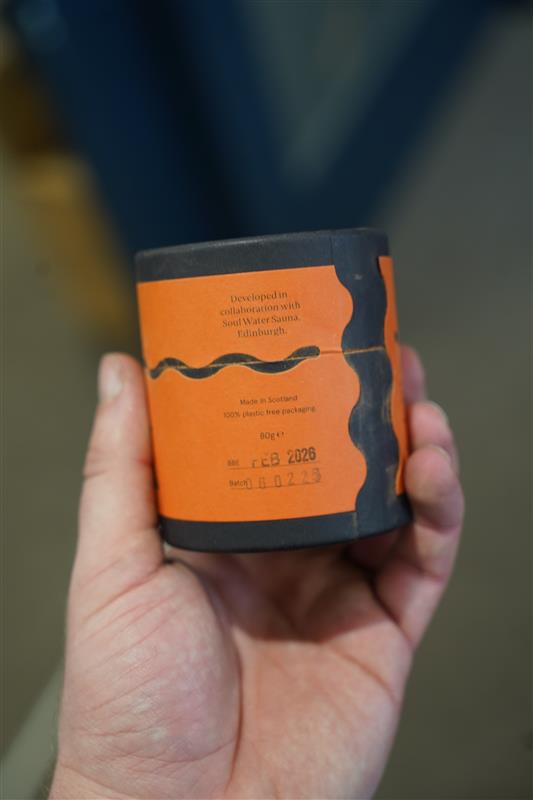 Developed in
collaboration with
Soul Water Sauna.
Edinburgh.
Made in Scotland
100% plastic free packaging
80g ℮
BBE FEB 2026
Batch 060225